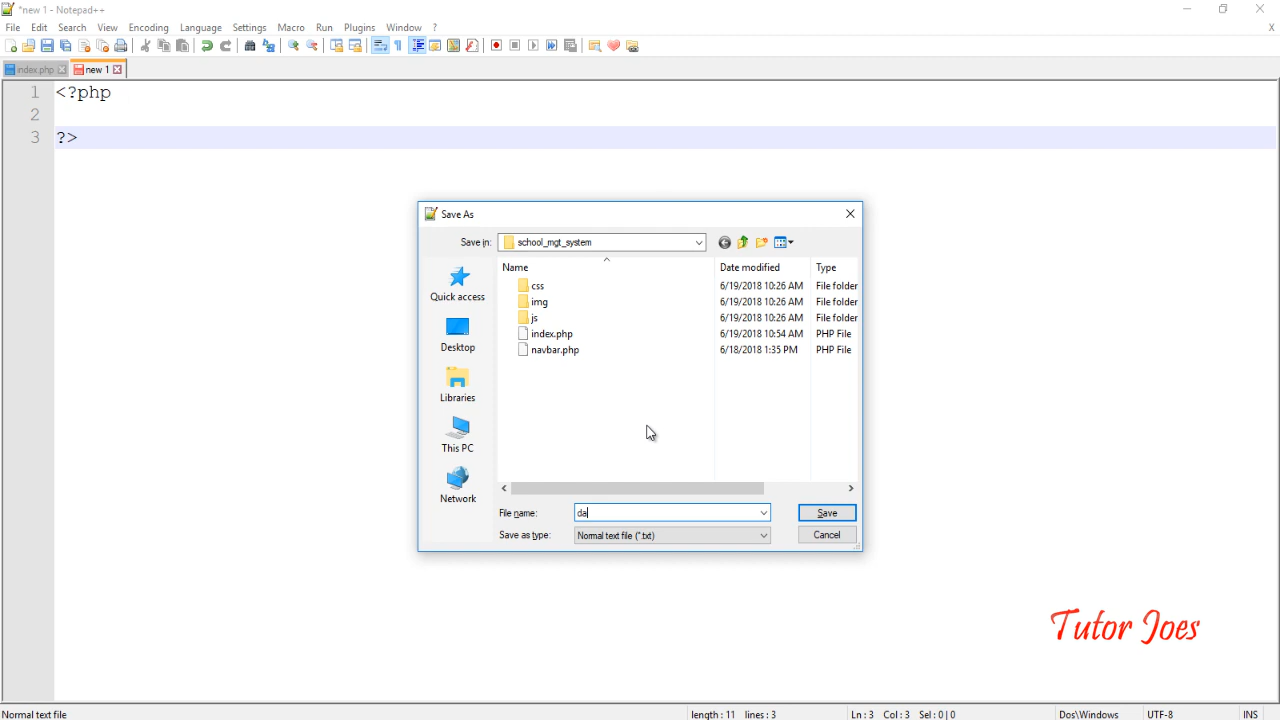 *new 1 - Notepad++
File Edit Search View Encoding Language Settings Macro Run Plugins Window ?
X
index.php new 1
1 <?php
2
3 ?>
Save As
Save in: school_mgt_system
Name Date modified Type
css 6/19/2018 10:26 AM File folder
img 6/19/2018 10:26 AM File folder
js 6/19/2018 10:26 AM File folder
index.php 6/19/2018 10:54 AM PHP File
navbar.php 6/18/2018 1:35 PM PHP File
Quick access
Desktop
Libraries
This PC
Network
File name: da Save
Save as type: Normal text file (*.txt) Cancel
Tutor Joes
Normal text file length : 11 lines : 3 Ln : 3 Col : 3 Sel : 0 | 0 Dos\Windows UTF-8 INS